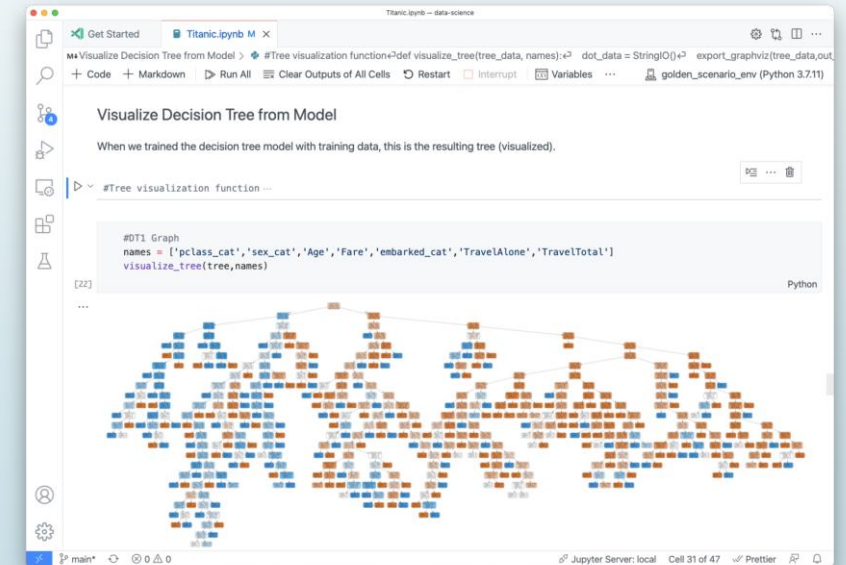 Titanic.ipynb — data-science
Get Started
Titanic.ipynb M
M↓Visualize Decision Tree from Model > #Tree visualization function↵def visualize_tree(tree_data, names):↵ dot_data = StringIO()↵ export_graphviz(tree_data,out_
+ Code + Markdown Run All Clear Outputs of All Cells Restart Interrupt Variables ··· golden_scenario_env (Python 3.7.11)
4
Visualize Decision Tree from Model
When we trained the decision tree model with training data, this is the resulting tree (visualized).
#Tree visualization function ···
#DT1 Graph
names = ['pclass_cat','sex_cat','Age','Fare','embarked_cat','TravelAlone','TravelTotal']
visualize_tree(tree,names)
[22]
Python
main* 0 0 Jupyter Server: local Cell 31 of 47 Prettier